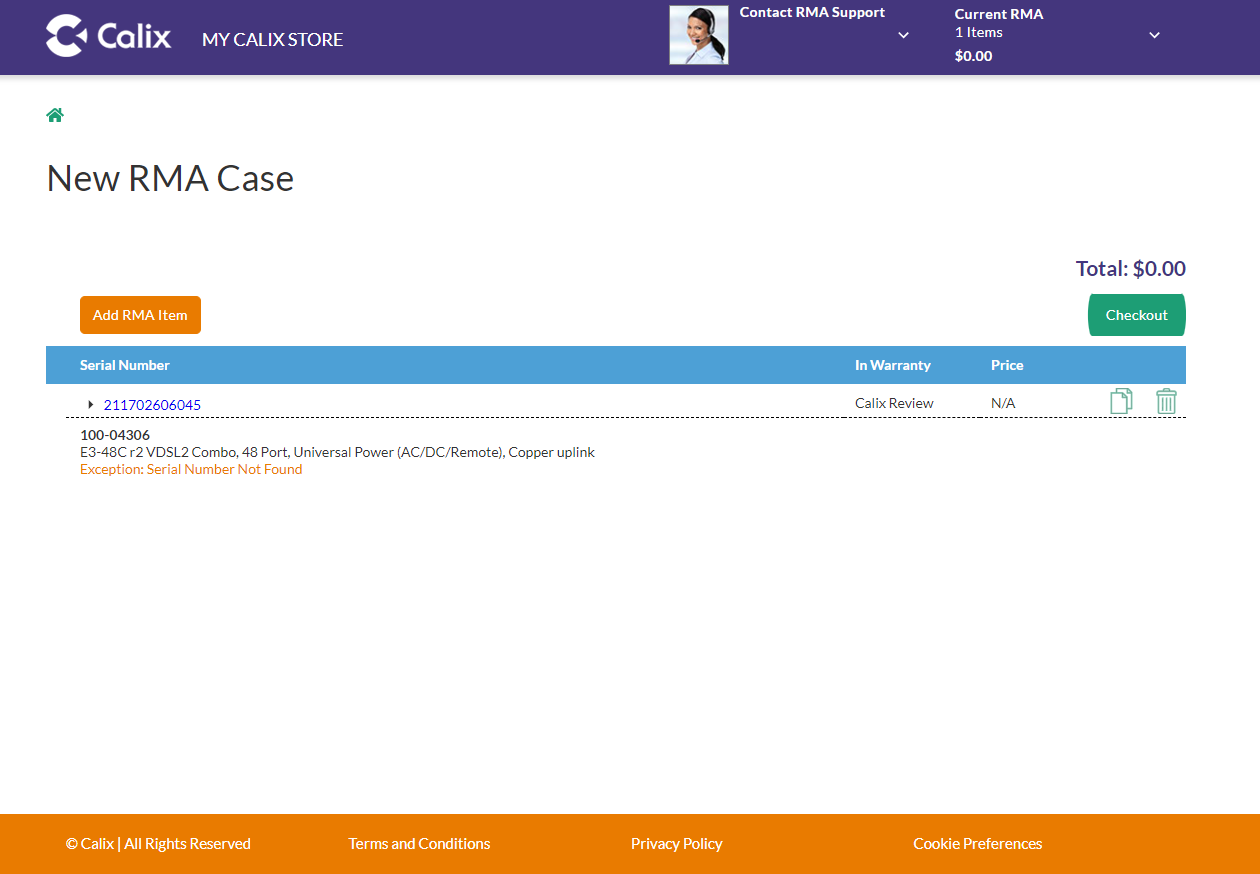 Calix
MY CALIX STORE
Contact RMA Support
Current RMA
1 Items
$0.00
New RMA Case
Total: $0.00
Add RMA Item
Checkout
Serial Number In Warranty Price
211702606045 Calix Review N/A
100-04306
E3-48C r2 VDSL2 Combo, 48 Port, Universal Power (AC/DC/Remote), Copper uplink
Exception: Serial Number Not Found
© Calix | All Rights Reserved Terms and Conditions Privacy Policy Cookie Preferences